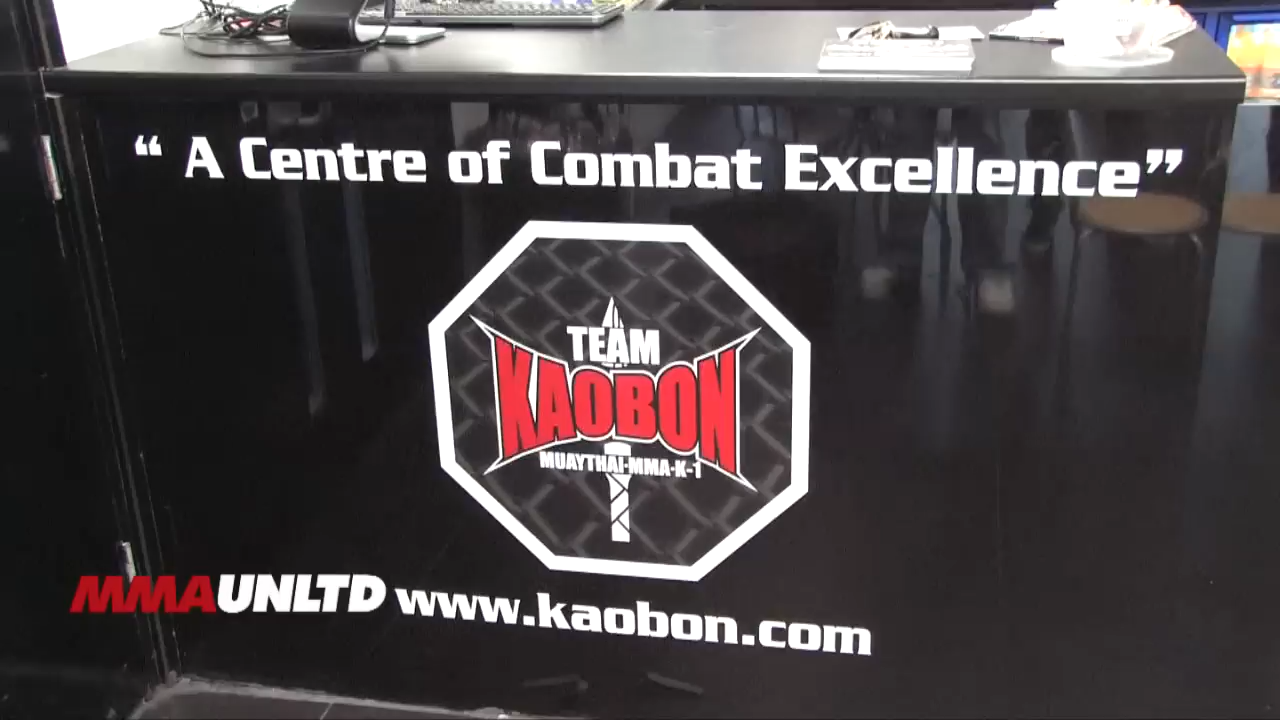 “ A Centre of Combat Excellence”
TEAM
KAOBON
MUAYTHAI·MMA·K-1
MMAUNLTD
www.kaobon.com